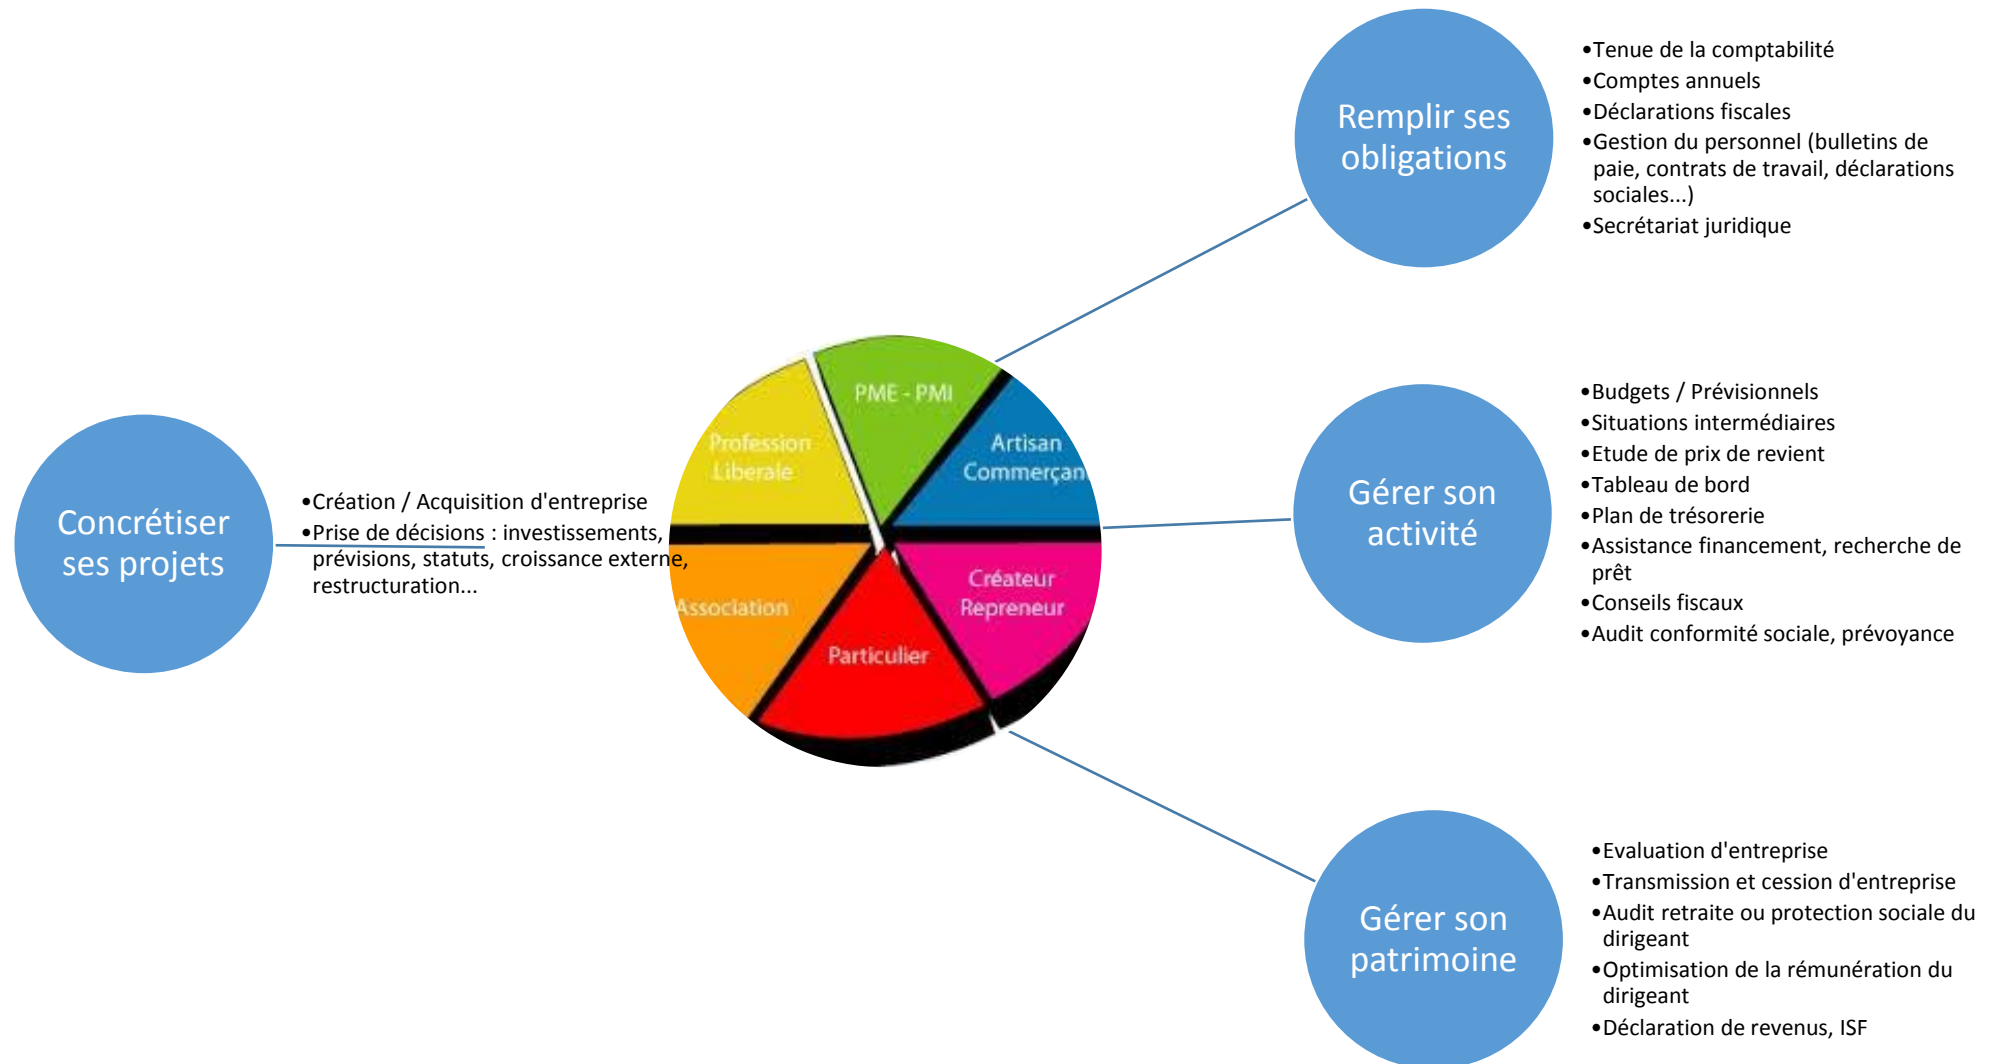 Remplir ses
obligations
•Tenue de la comptabilité
•Comptes annuels
•Déclarations fiscales
•Gestion du personnel (bulletins de
paie, contrats de travail, déclarations
sociales...)
•Secrétariat juridique
PME - PMI
Profession
Liberale
Artisan
Commerçan
Créateur
Repreneur
Particulier
Association
Concrétiser
ses projets
•Création / Acquisition d'entreprise
•Prise de décisions : investissements,
prévisions, statuts, croissance externe,
restructuration...
Gérer son
activité
•Budgets / Prévisionnels
•Situations intermédiaires
•Etude de prix de revient
•Tableau de bord
•Plan de trésorerie
•Assistance financement, recherche de
prêt
•Conseils fiscaux
•Audit conformité sociale, prévoyance
Gérer son
patrimoine
•Evaluation d'entreprise
•Transmission et cession d'entreprise
•Audit retraite ou protection sociale du
dirigeant
•Optimisation de la rémunération du
dirigeant
•Déclaration de revenus, ISF